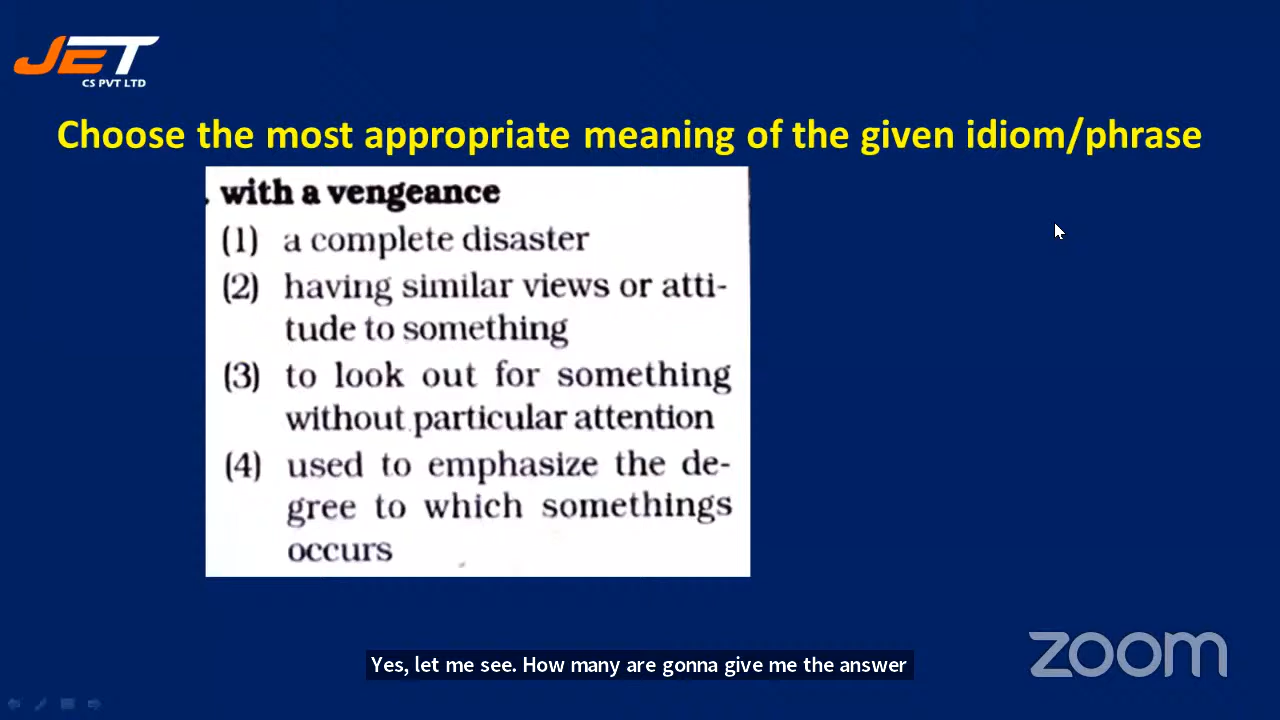 JET
CS PVT LTD
Choose the most appropriate meaning of the given idiom/phrase
. with a vengeance
(1) a complete disaster
(2) having similar views or atti-
tude to something
(3) to look out for something
without particular attention
(4) used to emphasize the de-
gree to which somethings
occurs
Yes, let me see. How many are gonna give me the answer
zoom